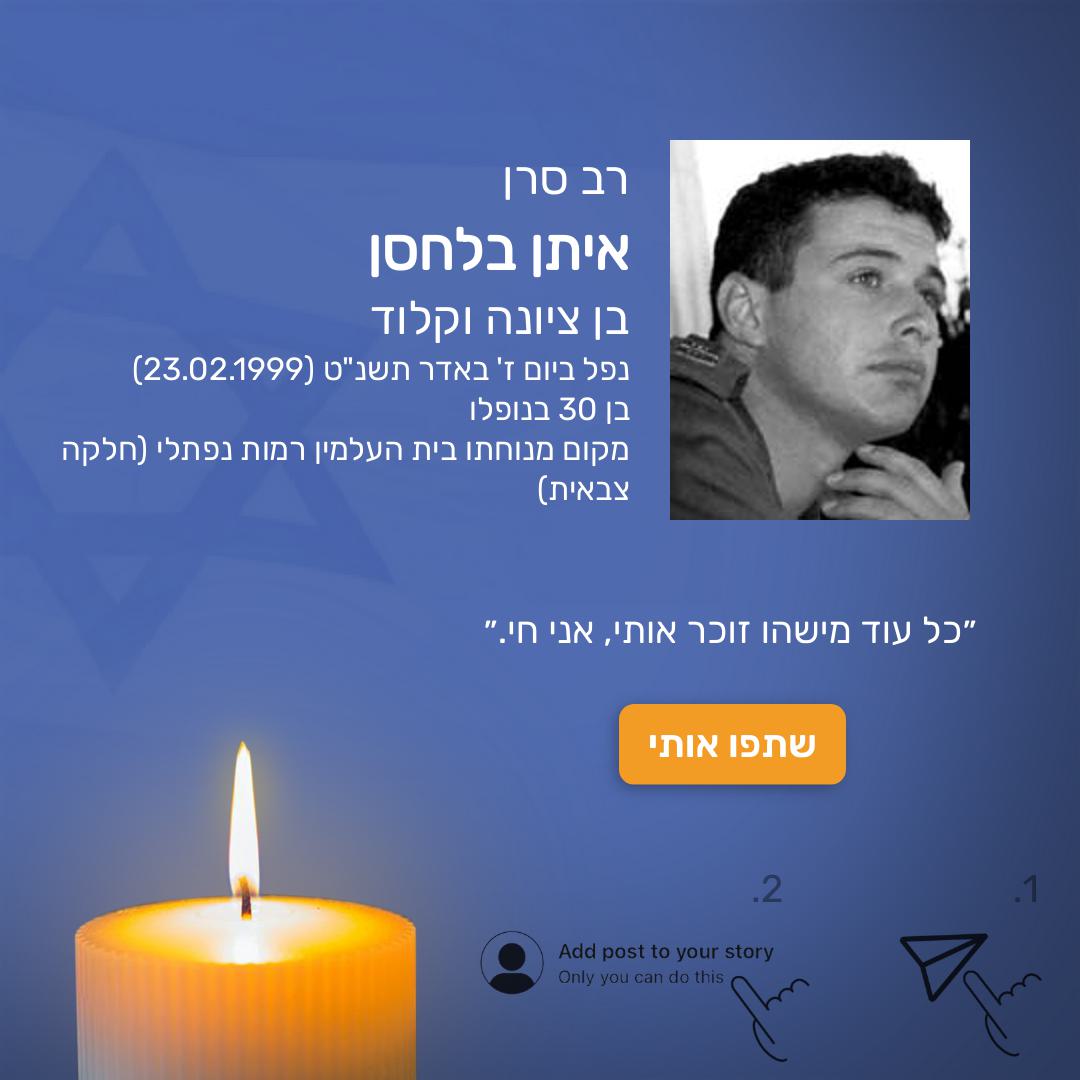 רב סרן
איתן בלחסן
בן ציונה וקלוד
נפל ביום ז' באדר תשנ"ט (23.02.1999)
בן 30 בנופלו
מקום מנוחתו בית העלמין רמות נפתלי (חלקה
צבאית)
״כל עוד מישהו זוכר אותי, אני חי.״
שתפו אותי
.1
.2
Add post to your story
Only you can do this